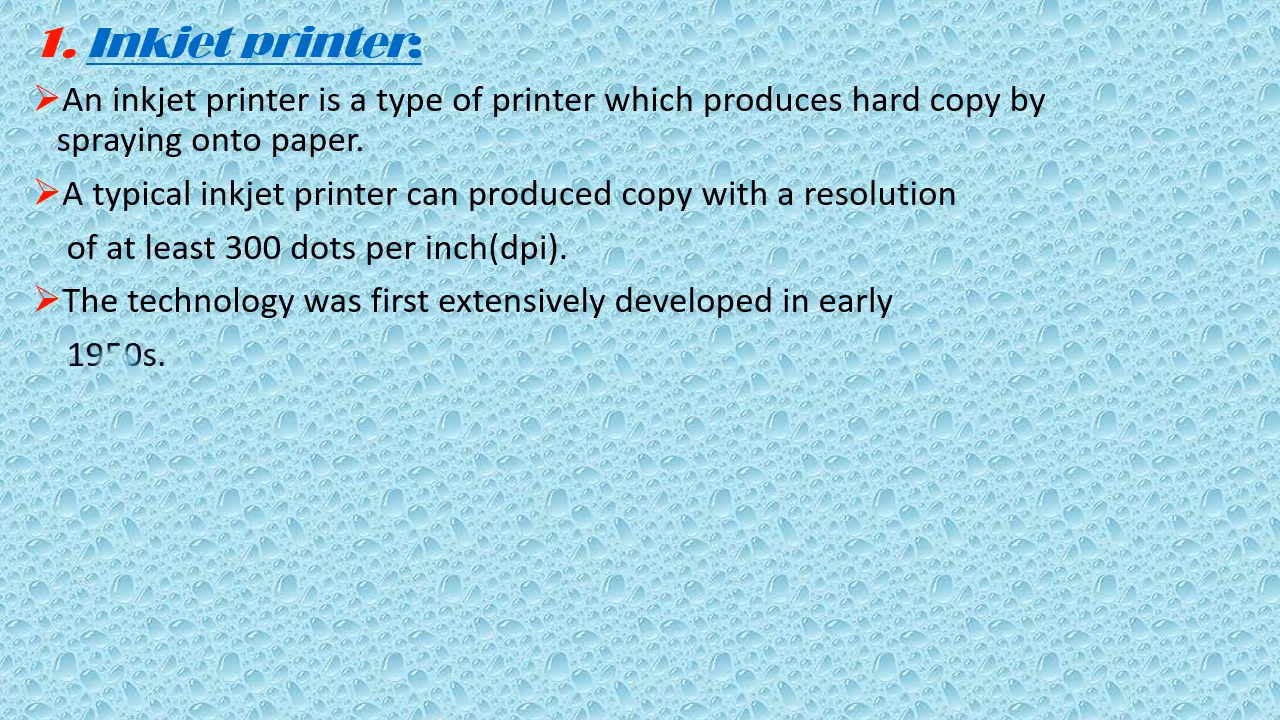 1. Inkjet printer:
➢An inkjet printer is a type of printer which produces hard copy by
spraying onto paper.
➢A typical inkjet printer can produced copy with a resolution
of at least 300 dots per inch(dpi).
➢The technology was first extensively developed in early
1950s.